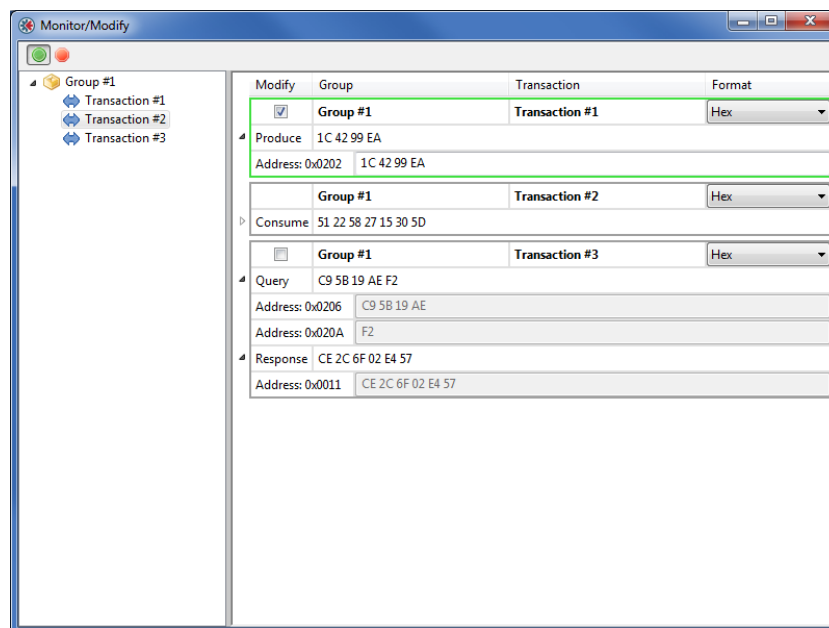 Monitor/Modify
Group #1
Transaction #1
Transaction #2
Transaction #3
Modify Group Transaction Format
Group #1 Transaction #1 Hex
Produce 1C 42 99 EA
Address: 0x0202 1C 42 99 EA
Group #1 Transaction #2 Hex
Consume 51 22 58 27 15 30 5D
Group #1 Transaction #3 Hex
Query C9 5B 19 AE F2
Address: 0x0206 C9 5B 19 AE
Address: 0x020A F2
Response CE 2C 6F 02 E4 57
Address: 0x0011 CE 2C 6F 02 E4 57